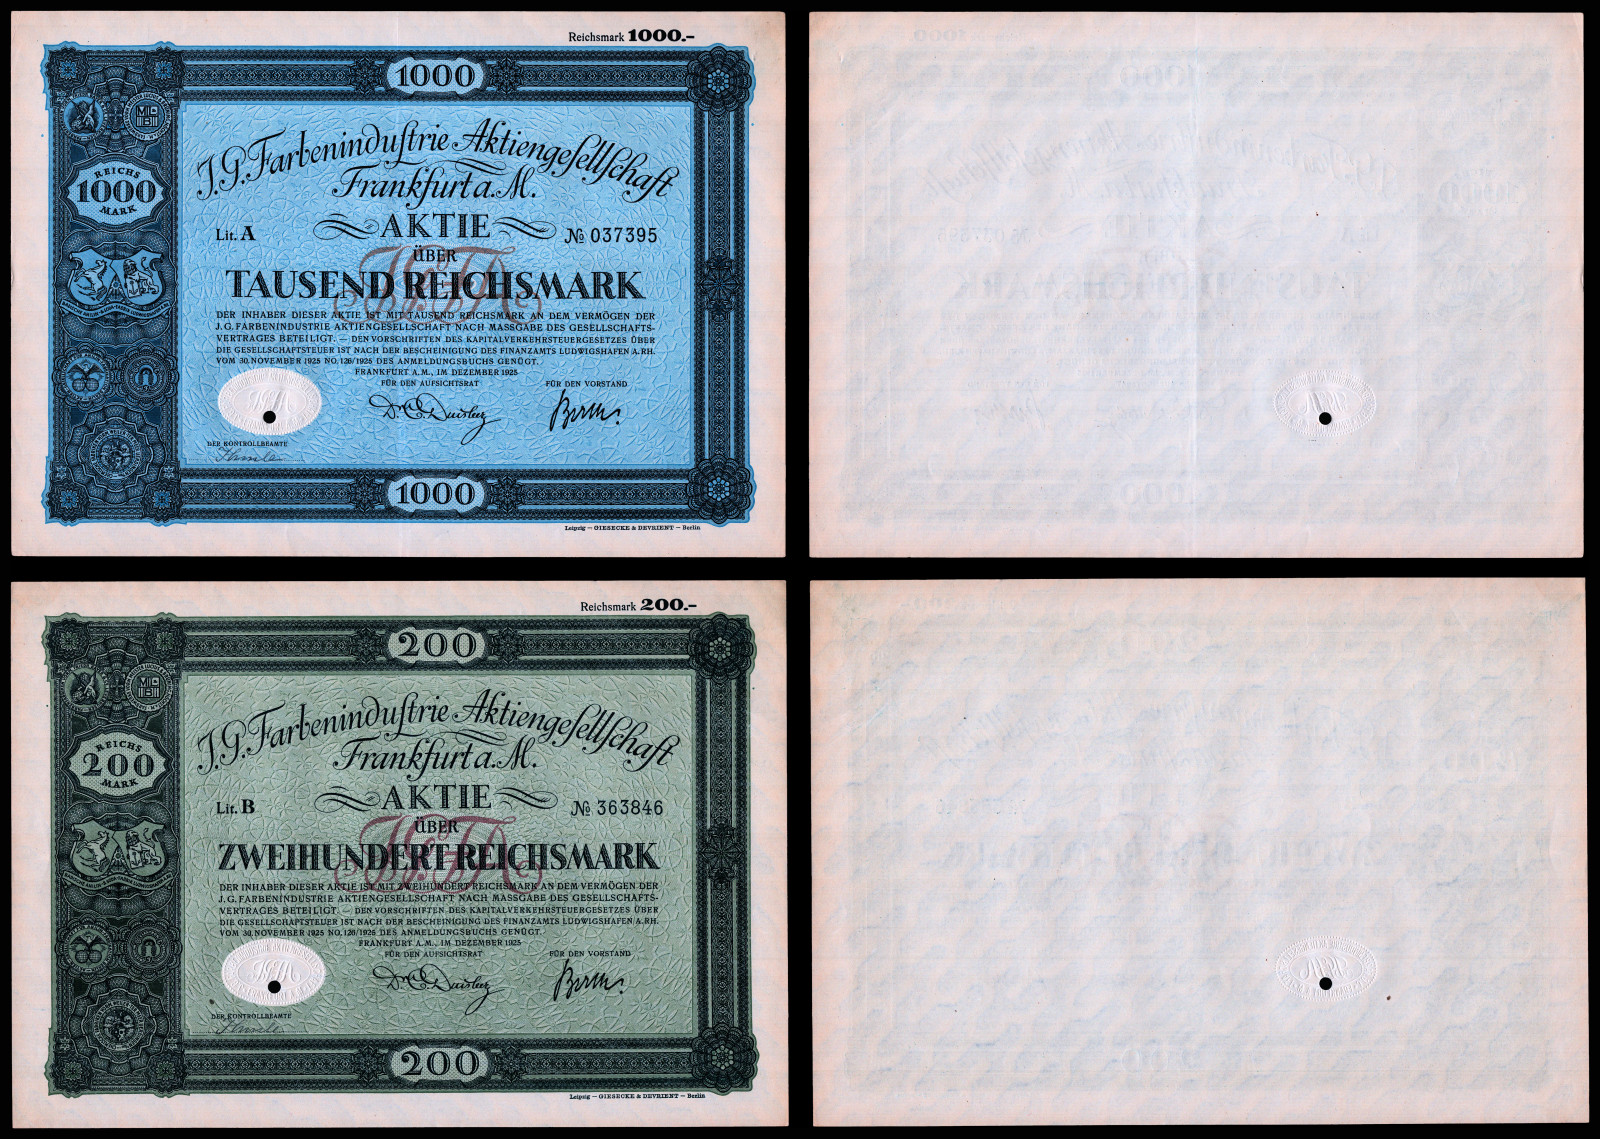 Reichsmark 1000.–
1000
REICHS
1000
MARK
J. G. Farbeninduſtrie Aktiengeſellſchaft
Frankfurt a. M.
AKTIE
Lit. A
№ 037395
ÜBER
TAUSEND REICHSMARK
DER INHABER DIESER AKTIE IST MIT TAUSEND REICHSMARK AN DEM VERMÖGEN DER
J. G. FARBENINDUSTRIE AKTIENGESELLSCHAFT NACH MASSGABE DES GESELLSCHAFTS-
VERTRAGES BETEILIGT. — DEN VORSCHRIFTEN DES KAPITALVERKEHRSTEUERGESETZES ÜBER
DIE GESELLSCHAFTSTEUER IST NACH DER BESCHEINIGUNG DES FINANZAMTS LUDWIGSHAFEN A. RH.
VOM 30. NOVEMBER 1925 NO. 126/1925 DES ANMELDUNGSBUCHS GENÜGT.
FRANKFURT A. M., IM DEZEMBER 1925
FÜR DEN AUFSICHTSRAT
FÜR DEN VORSTAND
DER KONTROLLBEAMTE
1000
Leipzig — GIESECKE & DEVRIENT — Berlin
Reichsmark 200.–
200
REICHS
200
MARK
J. G. Farbeninduſtrie Aktiengeſellſchaft
Frankfurt a. M.
AKTIE
Lit. B
№ 363846
ÜBER
ZWEIHUNDERT REICHSMARK
DER INHABER DIESER AKTIE IST MIT ZWEIHUNDERT REICHSMARK AN DEM VERMÖGEN DER
J. G. FARBENINDUSTRIE AKTIENGESELLSCHAFT NACH MASSGABE DES GESELLSCHAFTS-
VERTRAGES BETEILIGT. — DEN VORSCHRIFTEN DES KAPITALVERKEHRSTEUERGESETZES ÜBER
DIE GESELLSCHAFTSTEUER IST NACH DER BESCHEINIGUNG DES FINANZAMTS LUDWIGSHAFEN A. RH.
VOM 30. NOVEMBER 1925 NO. 126/1925 DES ANMELDUNGSBUCHS GENÜGT.
FRANKFURT A. M., IM DEZEMBER 1925
FÜR DEN AUFSICHTSRAT
FÜR DEN VORSTAND
DER KONTROLLBEAMTE
200
Leipzig — GIESECKE & DEVRIENT — Berlin